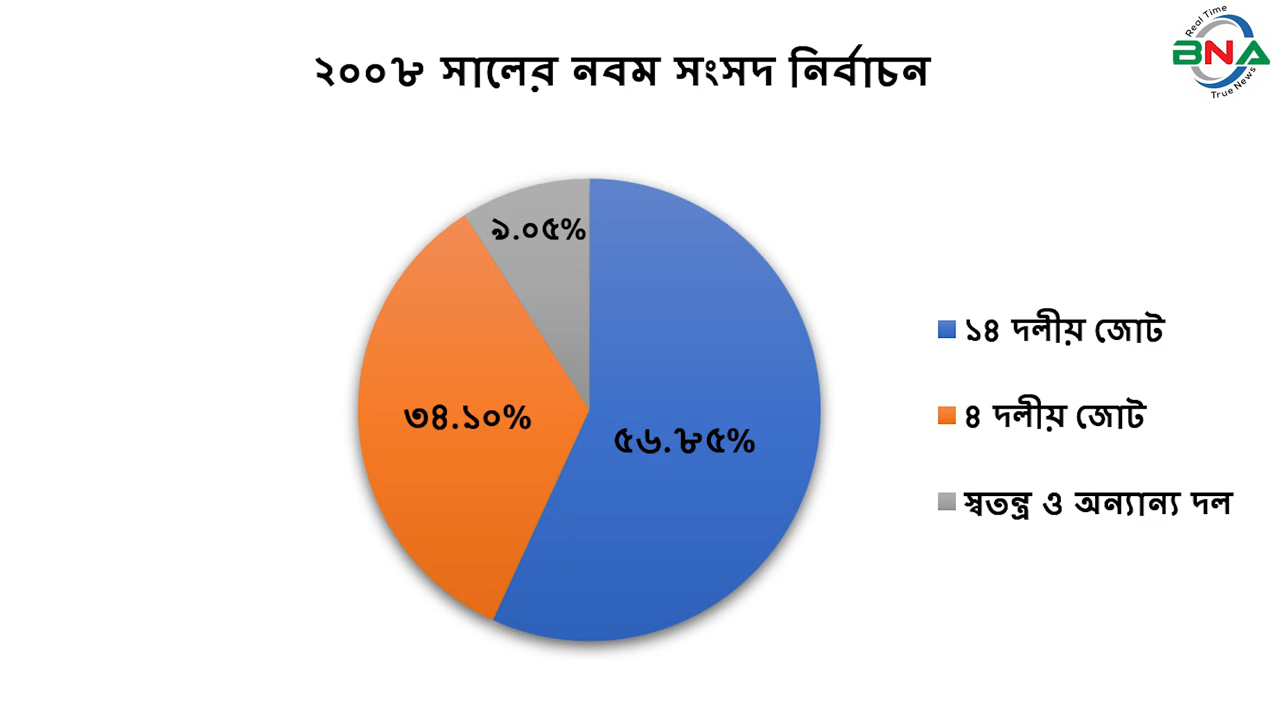 Real Time
BNA
True News
২০০৮ সালের নবম সংসদ নির্বাচন
৯.০৫%
৩৪.১০%
৫৬.৮৫%
১৪ দলীয় জোট
৪ দলীয় জোট
স্বতন্ত্র ও অন্যান্য দল